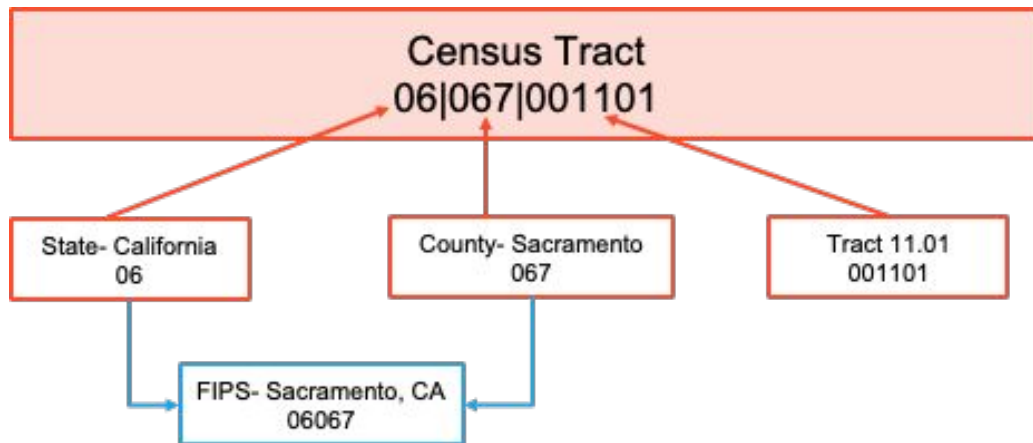 Census Tract
06|067|001101
State- California
06
County- Sacramento
067
Tract 11.01
001101
FIPS- Sacramento, CA
06067